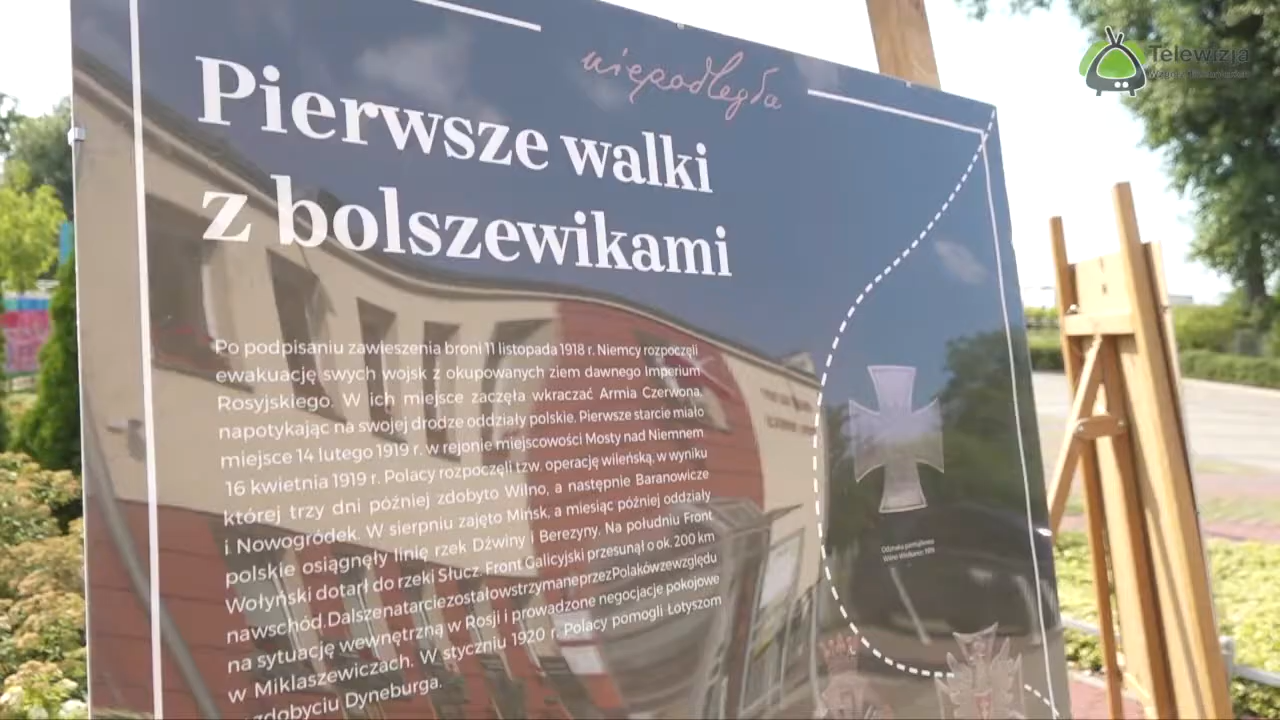 niepodległa
Telewizja
Pierwsze walki
z bolszewikami
Po podpisaniu zawieszenia broni 11 listopada 1918 r. Niemcy rozpoczęli
ewakuację swych wojsk z okupowanych ziem dawnego Imperium
Rosyjskiego. W ich miejsce zaczęła wkraczać Armia Czerwona,
napotykając na swojej drodze oddziały polskie. Pierwsze starcie miało
miejsce 14 lutego 1919 r. w rejonie miejscowości Mosty nad Niemnem.
16 kwietnia 1919 r. Polacy rozpoczęli tzw. operację wileńską, w wyniku
której trzy dni później zdobyto Wilno, a następnie Baranowicze
i Nowogródek. W sierpniu zajęto Mińsk, a miesiąc później oddziały
polskie osiągnęły linię rzek Dźwiny i Berezyny. Na południu Front
Wołyński dotarł do rzeki Słucz. Front Galicyjski przesunął o ok. 200 km
na wschód. Dalsze natarcie zostało wstrzymane przez Polaków ze względu
na sytuację wewnętrzną w Rosji i prowadzone negocjacje pokojowe
w Miklaszewiczach. W styczniu 1920 r. Polacy pomogli Łotyszom
zdobyciu Dyneburga.